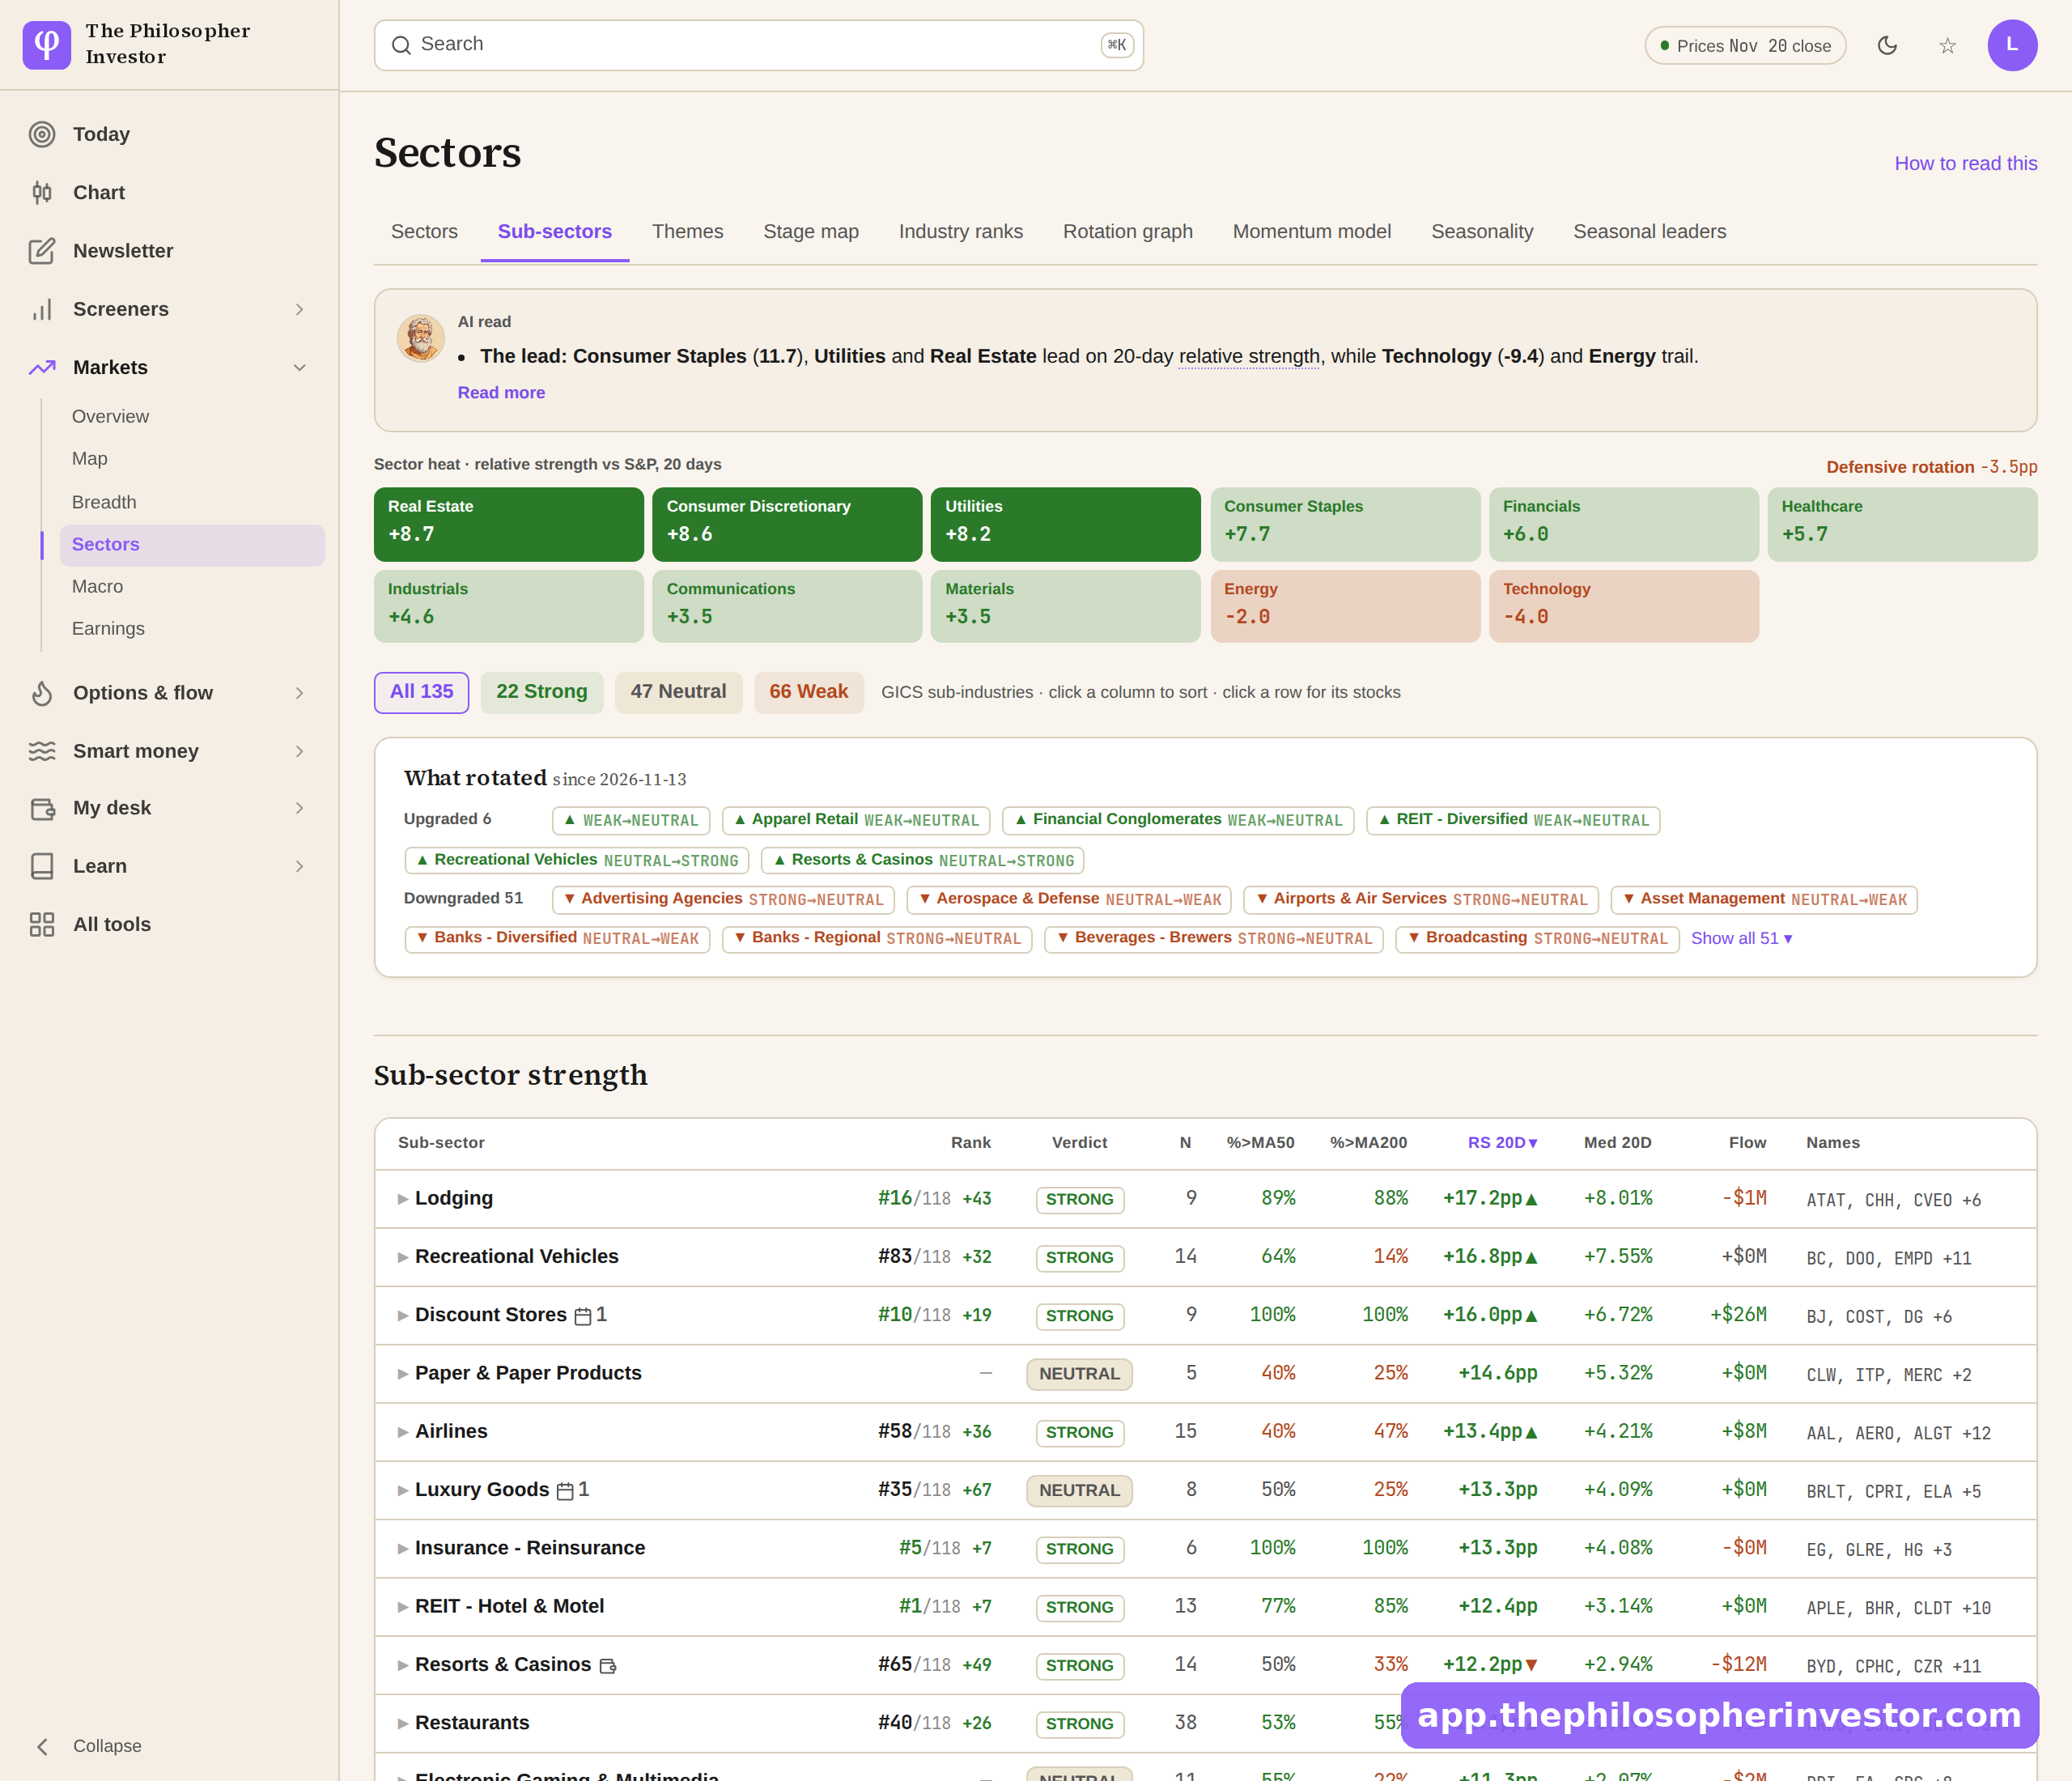 φ The Philosopher Investor
Search ⌘K
Prices Nov 20 close ☆ L
Today
Chart
Newsletter
Screeners
Markets
Overview
Map
Breadth
Sectors
Macro
Earnings
Options & flow
Smart money
My desk
Learn
All tools
Collapse
Sectors
How to read this
Sectors Sub-sectors Themes Stage map Industry ranks Rotation graph Momentum model Seasonality Seasonal leaders
AI read
• The lead: Consumer Staples (11.7), Utilities and Real Estate lead on 20-day relative strength, while Technology (-9.4) and Energy trail.
Read more
Sector heat · relative strength vs S&P, 20 days Defensive rotation -3.5pp
Real Estate Consumer Discretionary Utilities Consumer Staples Financials Healthcare
+8.7 +8.6 +8.2 +7.7 +6.0 +5.7
Industrials Communications Materials Energy Technology
+4.6 +3.5 +3.5 -2.0 -4.0
All 135 22 Strong 47 Neutral 66 Weak GICS sub-industries · click a column to sort · click a row for its stocks
What rotated since 2026-11-13
Upgraded 6 ▲ WEAK→NEUTRAL ▲ Apparel Retail WEAK→NEUTRAL ▲ Financial Conglomerates WEAK→NEUTRAL ▲ REIT - Diversified WEAK→NEUTRAL
▲ Recreational Vehicles NEUTRAL→STRONG ▲ Resorts & Casinos NEUTRAL→STRONG
Downgraded 51 ▼ Advertising Agencies STRONG→NEUTRAL ▼ Aerospace & Defense NEUTRAL→WEAK ▼ Airports & Air Services STRONG→NEUTRAL ▼ Asset Management NEUTRAL→WEAK
▼ Banks - Diversified NEUTRAL→WEAK ▼ Banks - Regional STRONG→NEUTRAL ▼ Beverages - Brewers STRONG→NEUTRAL ▼ Broadcasting STRONG→NEUTRAL Show all 51 ▾
Sub-sector strength
Sub-sector Rank Verdict N %>MA50 %>MA200 RS 20D▼ Med 20D Flow Names
▶ Lodging #16/118 +43 STRONG 9 89% 88% +17.2pp▲ +8.01% -$1M ATAT, CHH, CVEO +6
▶ Recreational Vehicles #83/118 +32 STRONG 14 64% 14% +16.8pp▲ +7.55% +$0M BC, DOO, EMPD +11
▶ Discount Stores 1 #10/118 +19 STRONG 9 100% 100% +16.0pp▲ +6.72% +$26M BJ, COST, DG +6
▶ Paper & Paper Products — NEUTRAL 5 40% 25% +14.6pp +5.32% +$0M CLW, ITP, MERC +2
▶ Airlines #58/118 +36 STRONG 15 40% 47% +13.4pp▲ +4.21% +$8M AAL, AERO, ALGT +12
▶ Luxury Goods 1 #35/118 +67 NEUTRAL 8 50% 25% +13.3pp +4.09% +$0M BRLT, CPRI, ELA +5
▶ Insurance - Reinsurance #5/118 +7 STRONG 6 100% 100% +13.3pp +4.08% -$0M EG, GLRE, HG +3
▶ REIT - Hotel & Motel #1/118 +7 STRONG 13 77% 85% +12.4pp +3.14% +$0M APLE, BHR, CLDT +10
▶ Resorts & Casinos #65/118 +49 STRONG 14 50% 33% +12.2pp▼ +2.94% -$12M BYD, CPHC, CZR +11
▶ Restaurants #40/118 +26 STRONG 38 53% 55%
app.thephilosopherinvestor.com
▶ Electronic Gaming & Multimedia — NEUTRAL 11 55% 22% +11.3pp +2.07% -$2M